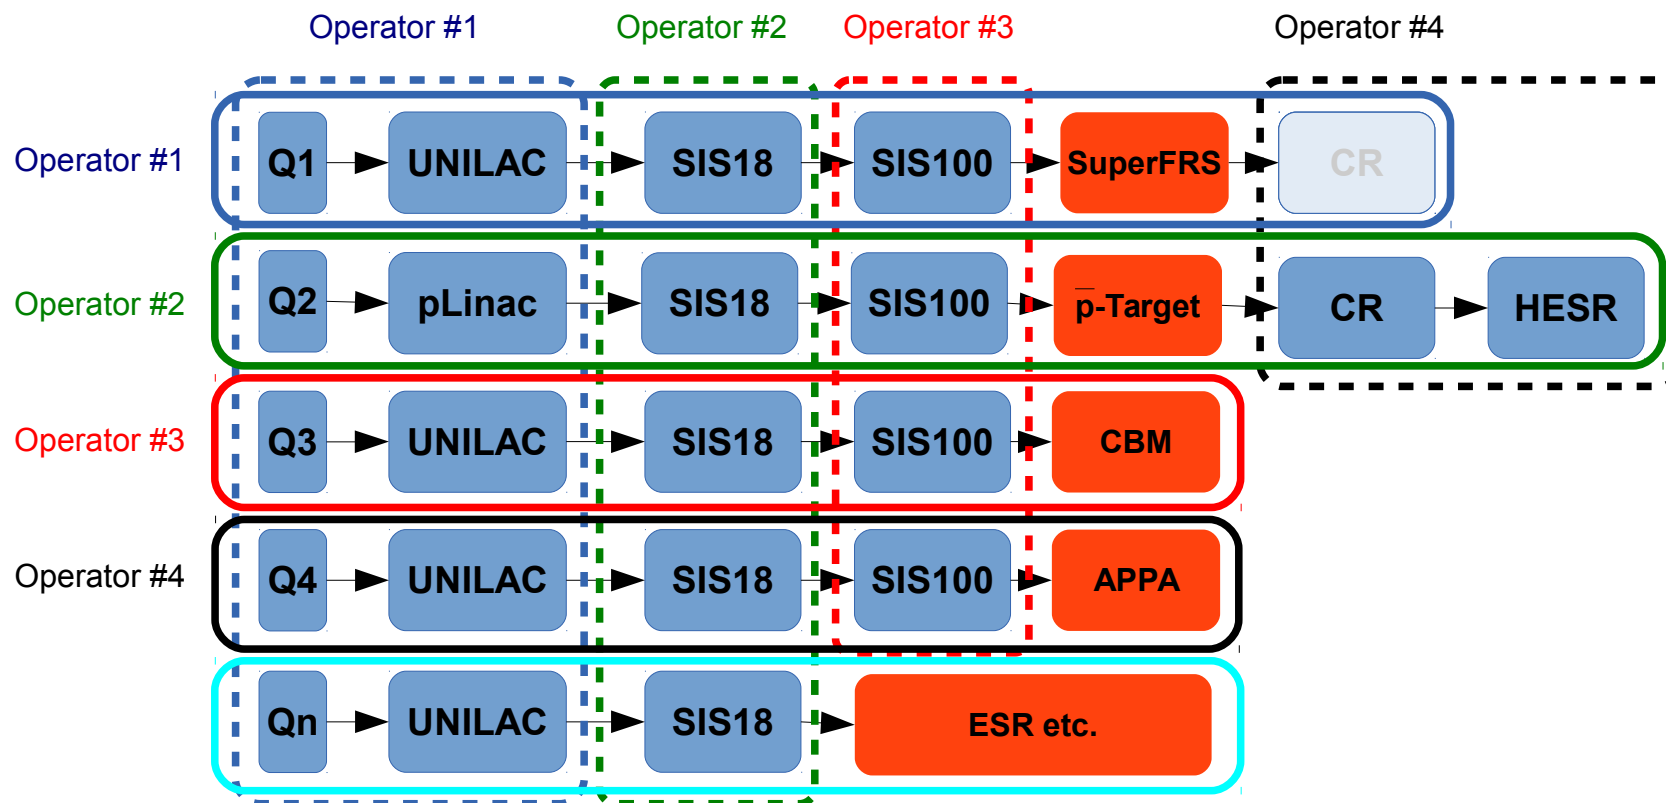 Operator #1 Operator #2 Operator #3 Operator #4
Operator #1 Q1 UNILAC SIS18 SIS100 SuperFRS CR
Operator #2 Q2 pLinac SIS18 SIS100 p̅-Target CR HESR
Operator #3 Q3 UNILAC SIS18 SIS100 CBM
Operator #4 Q4 UNILAC SIS18 SIS100 APPA
Qn UNILAC SIS18 ESR etc.